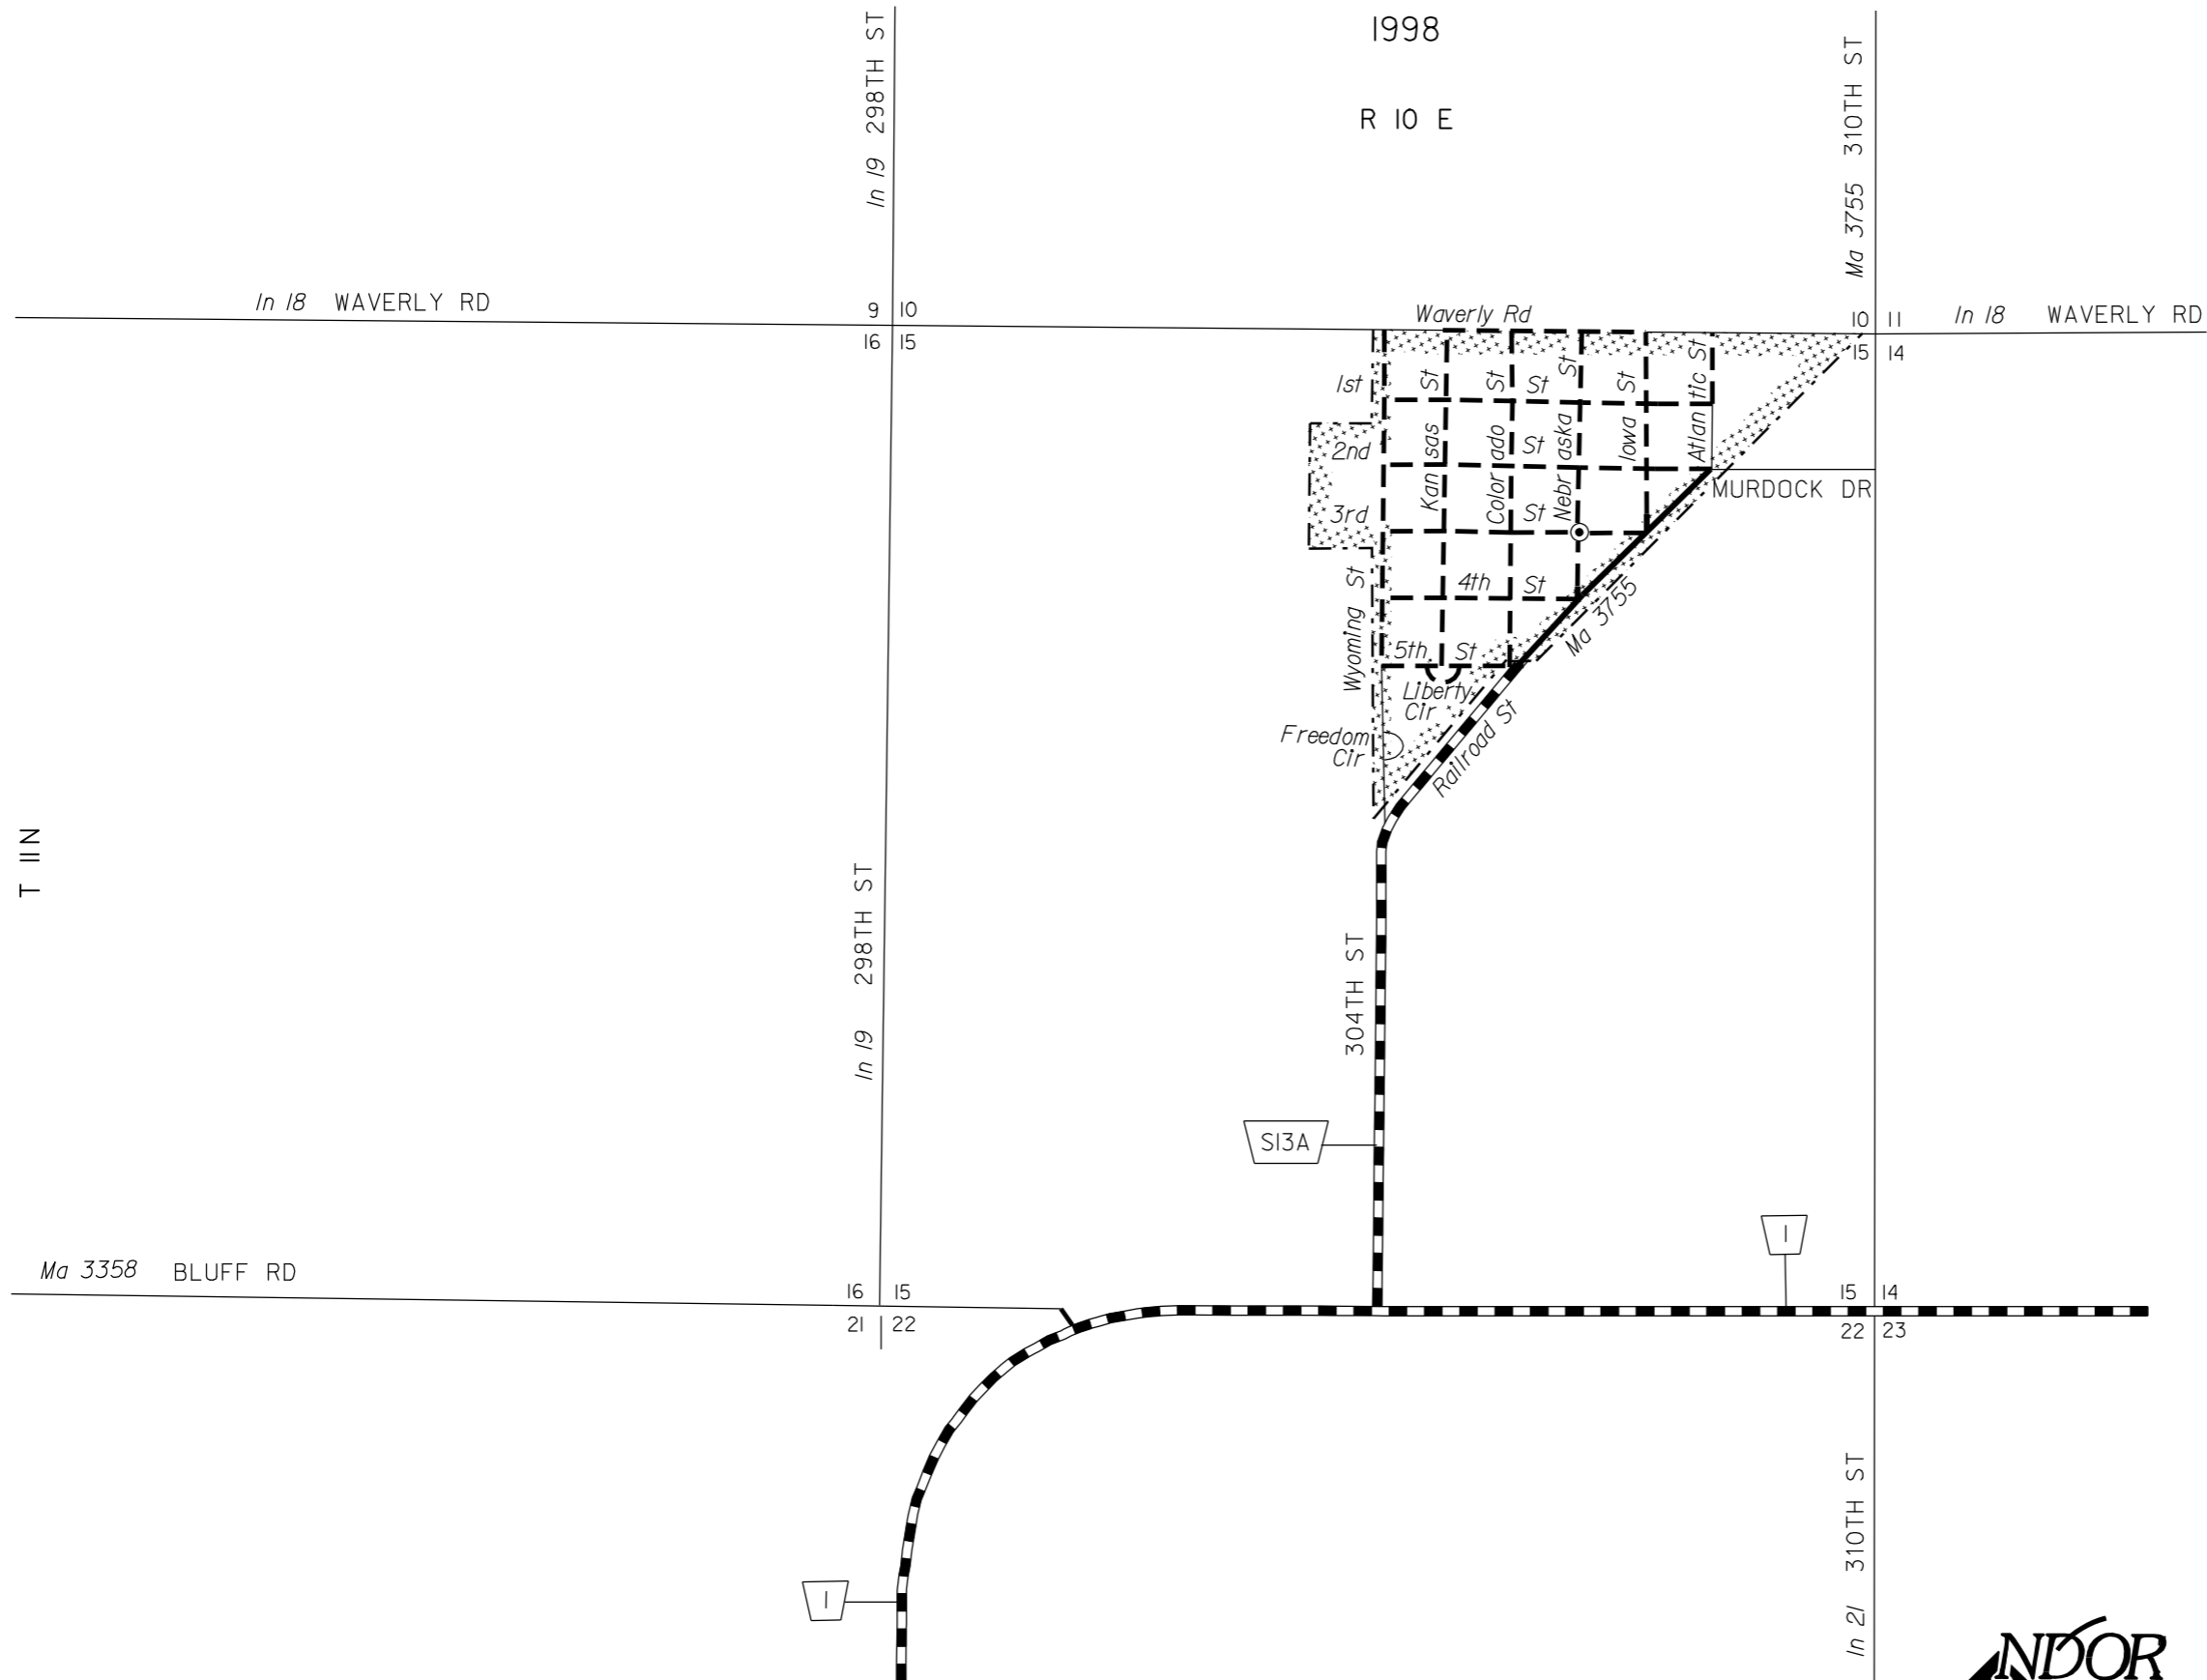 1998
R 10 E
In 19 298TH ST
Ma 3755 310TH ST
In 18 WAVERLY RD
9 10
16 15
Waverly Rd
10 11
15 14
In 18 WAVERLY RD
1st St
2nd St
3rd St
4th St
5th St
Wyoming St
Kansas St
Colorado St
Nebraska St
Iowa St
Atlantic St
MURDOCK DR
Ma 3755
Liberty
Cir
Freedom
Cir
Railroad St
T 11N
In 19 298TH ST
304TH ST
S13A
1
Ma 3358 BLUFF RD
16 15
21 22
15 14
22 23
In 21 310TH ST
1
NDOR